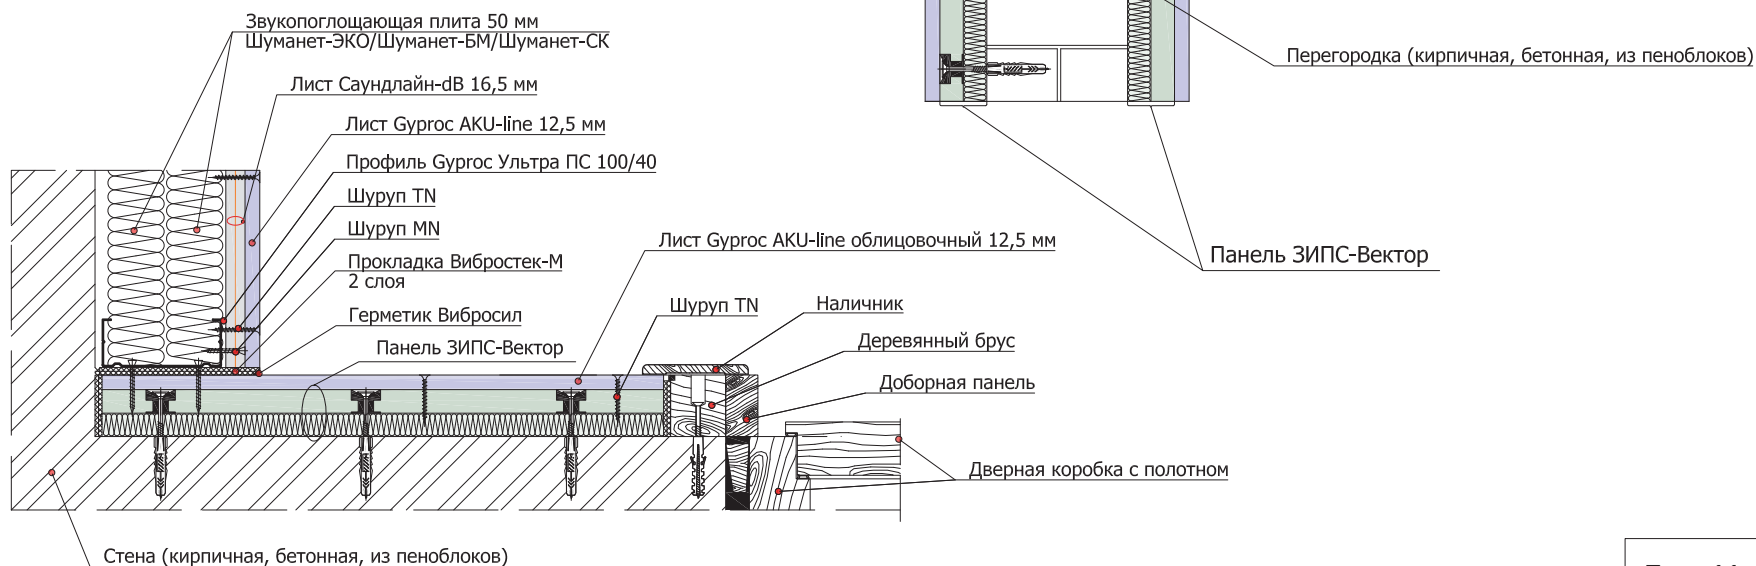 Звукопоглощающая плита 50 мм
Шуманет-ЭКО/Шуманет-БМ/Шуманет-СК
Лист Саундлайн-dB 16,5 мм
Лист Gyproc AKU-line 12,5 мм
Профиль Gyproc Ультра ПС 100/40
Шуруп TN
Шуруп MN
Прокладка Вибростек-М
2 слоя
Герметик Вибросил
Панель ЗИПС-Вектор
Лист Gyproc AKU-line облицовочный 12,5 мм
Шуруп TN
Наличник
Деревянный брус
Доборная панель
Дверная коробка с полотном
Стена (кирпичная, бетонная, из пеноблоков)
Перегородка (кирпичная, бетонная, из пеноблоков)
Панель ЗИПС-Вектор